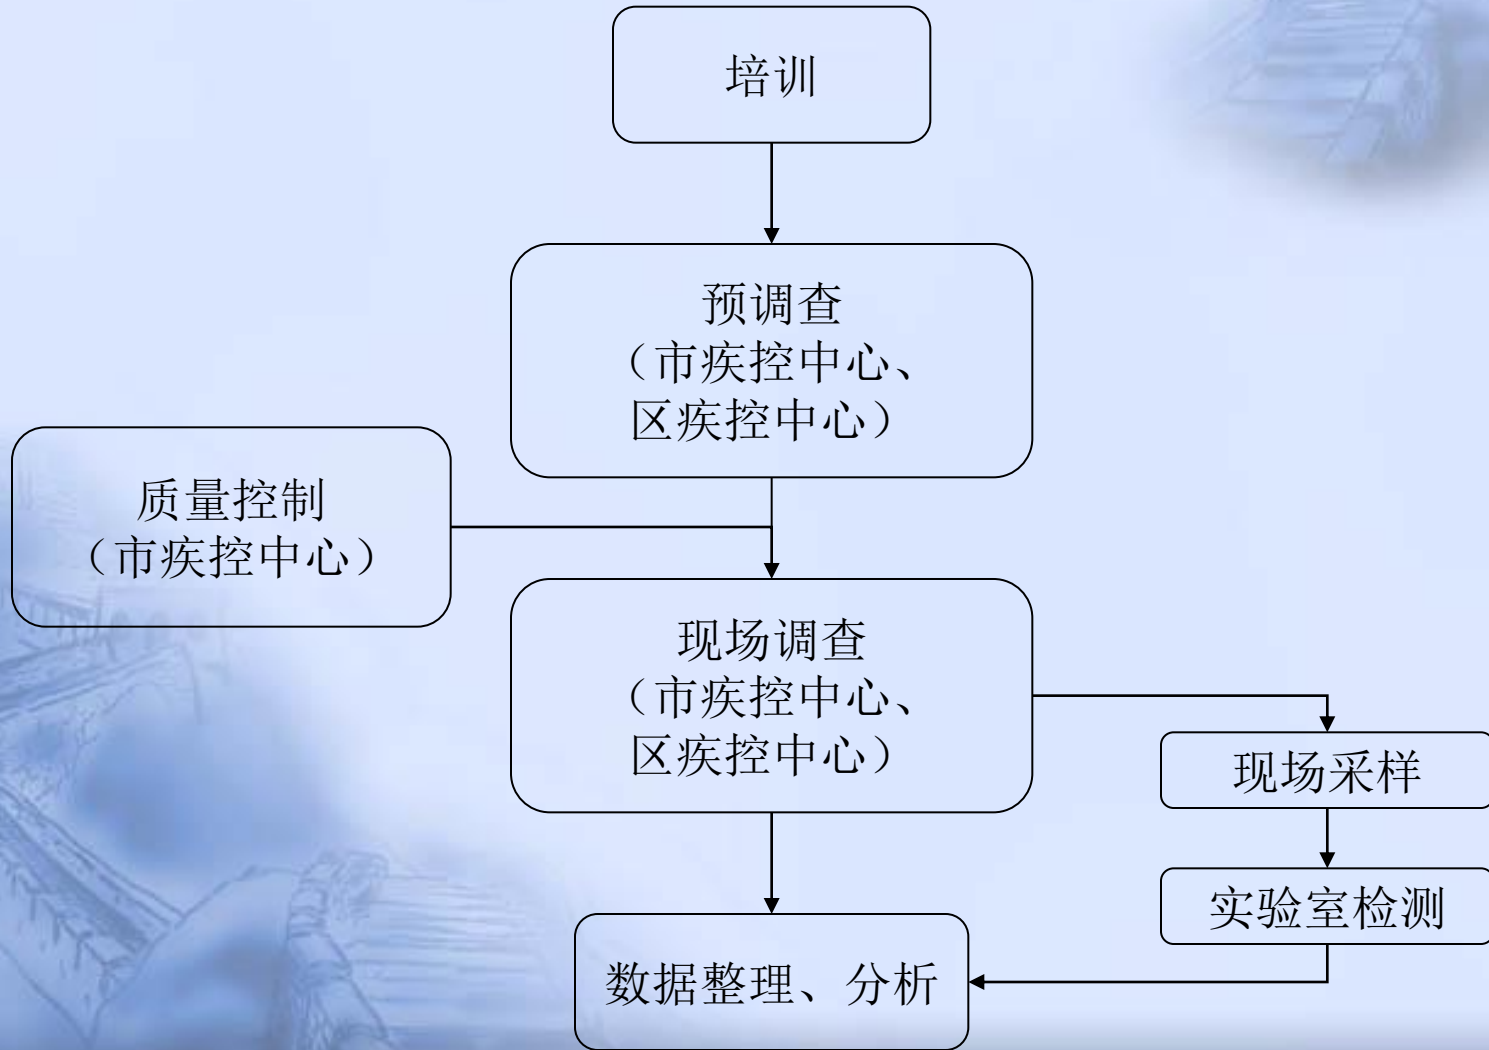 培训
预调查
（市疾控中心、
区疾控中心）
质量控制
（市疾控中心）
现场调查
（市疾控中心、
区疾控中心）
现场采样
实验室检测
数据整理、分析